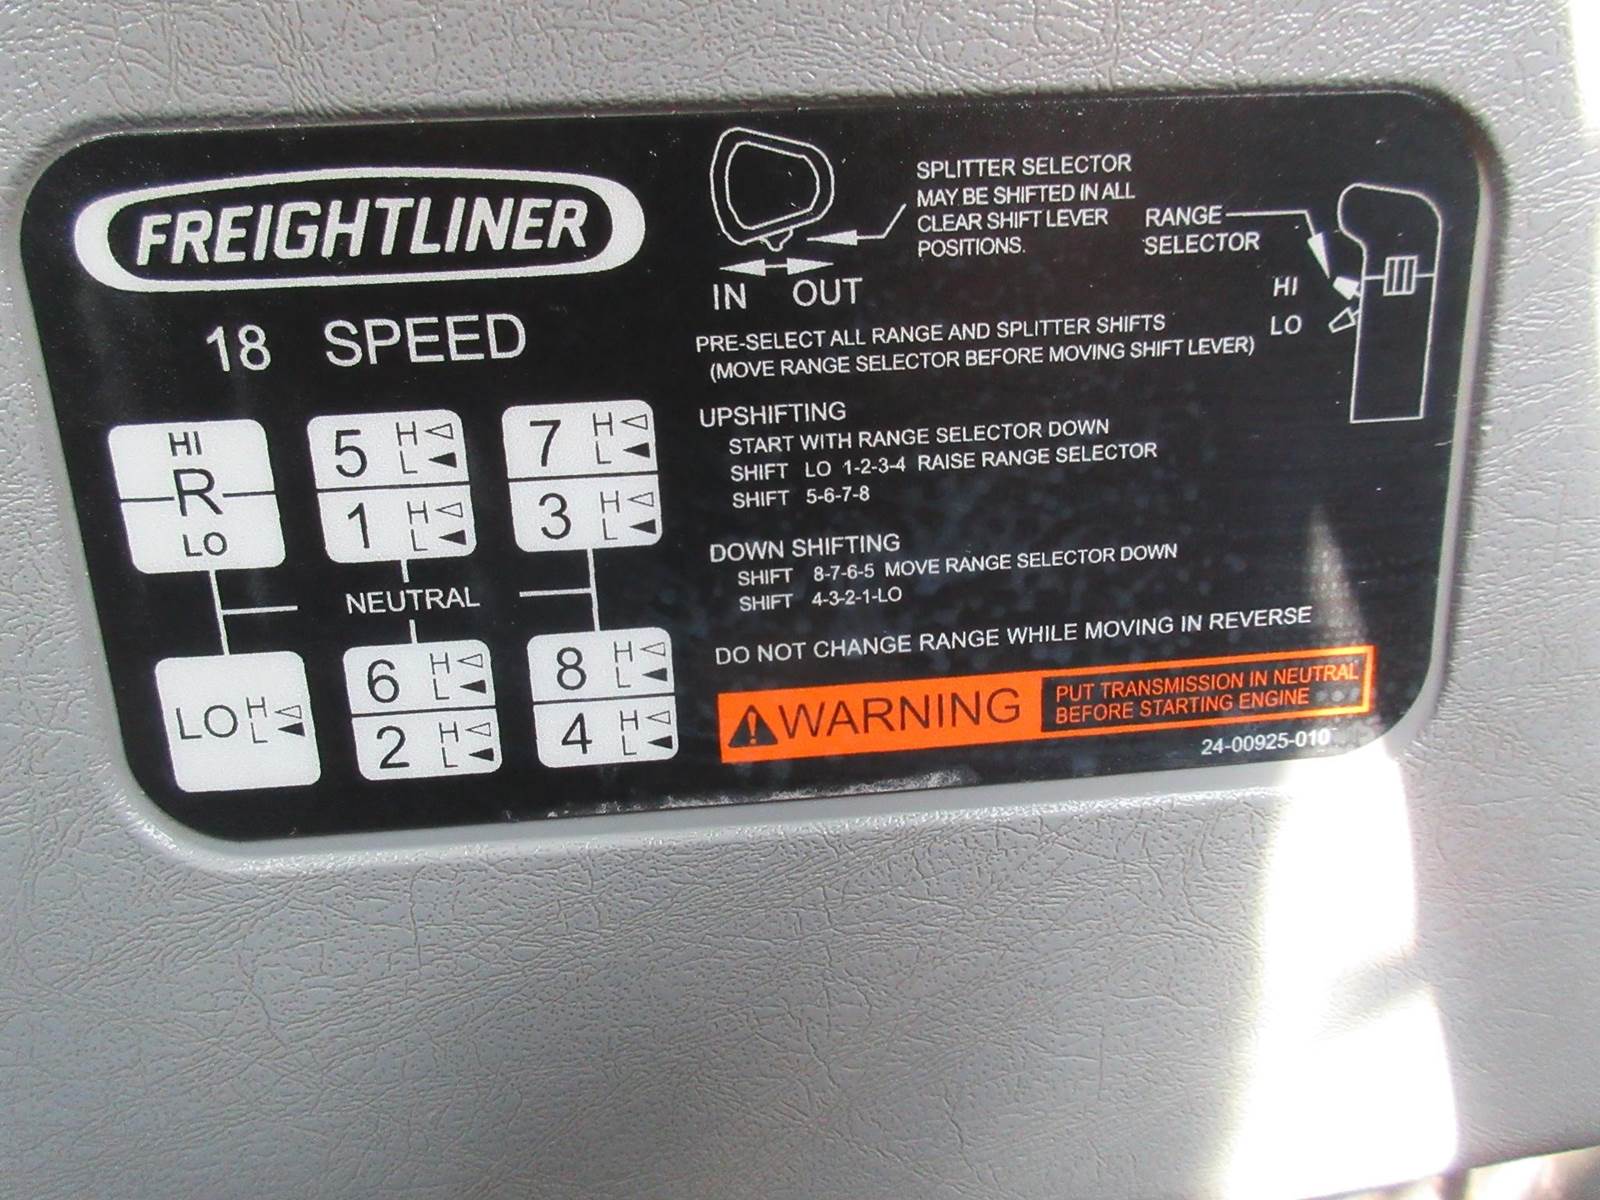 FREIGHTLINER
18 SPEED
HI
R
LO
5 H L
1 H L
7 H L
3 H L
NEUTRAL
LO H L
6 H L
2 H L
8 H L
4 H L
IN OUT
SPLITTER SELECTOR
MAY BE SHIFTED IN ALL
CLEAR SHIFT LEVER
POSITIONS.
RANGE
SELECTOR
HI
LO
PRE-SELECT ALL RANGE AND SPLITTER SHIFTS
(MOVE RANGE SELECTOR BEFORE MOVING SHIFT LEVER)
UPSHIFTING
START WITH RANGE SELECTOR DOWN
SHIFT LO 1-2-3-4 RAISE RANGE SELECTOR
SHIFT 5-6-7-8
DOWN SHIFTING
SHIFT 8-7-6-5 MOVE RANGE SELECTOR DOWN
SHIFT 4-3-2-1-LO
DO NOT CHANGE RANGE WHILE MOVING IN REVERSE
WARNING
PUT TRANSMISSION IN NEUTRAL
BEFORE STARTING ENGINE
24-00925-010